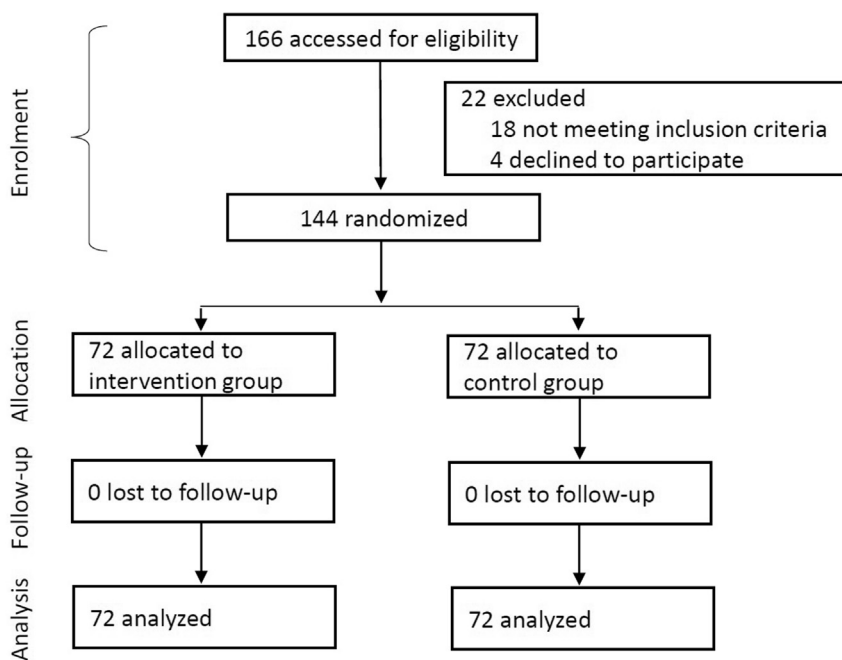 166 accessed for eligibility
22 excluded
18 not meeting inclusion criteria
4 declined to participate
Enrolment
144 randomized
72 allocated to
intervention group
72 allocated to
control group
Allocation
0 lost to follow-up
0 lost to follow-up
Follow-up
72 analyzed
72 analyzed
Analysis